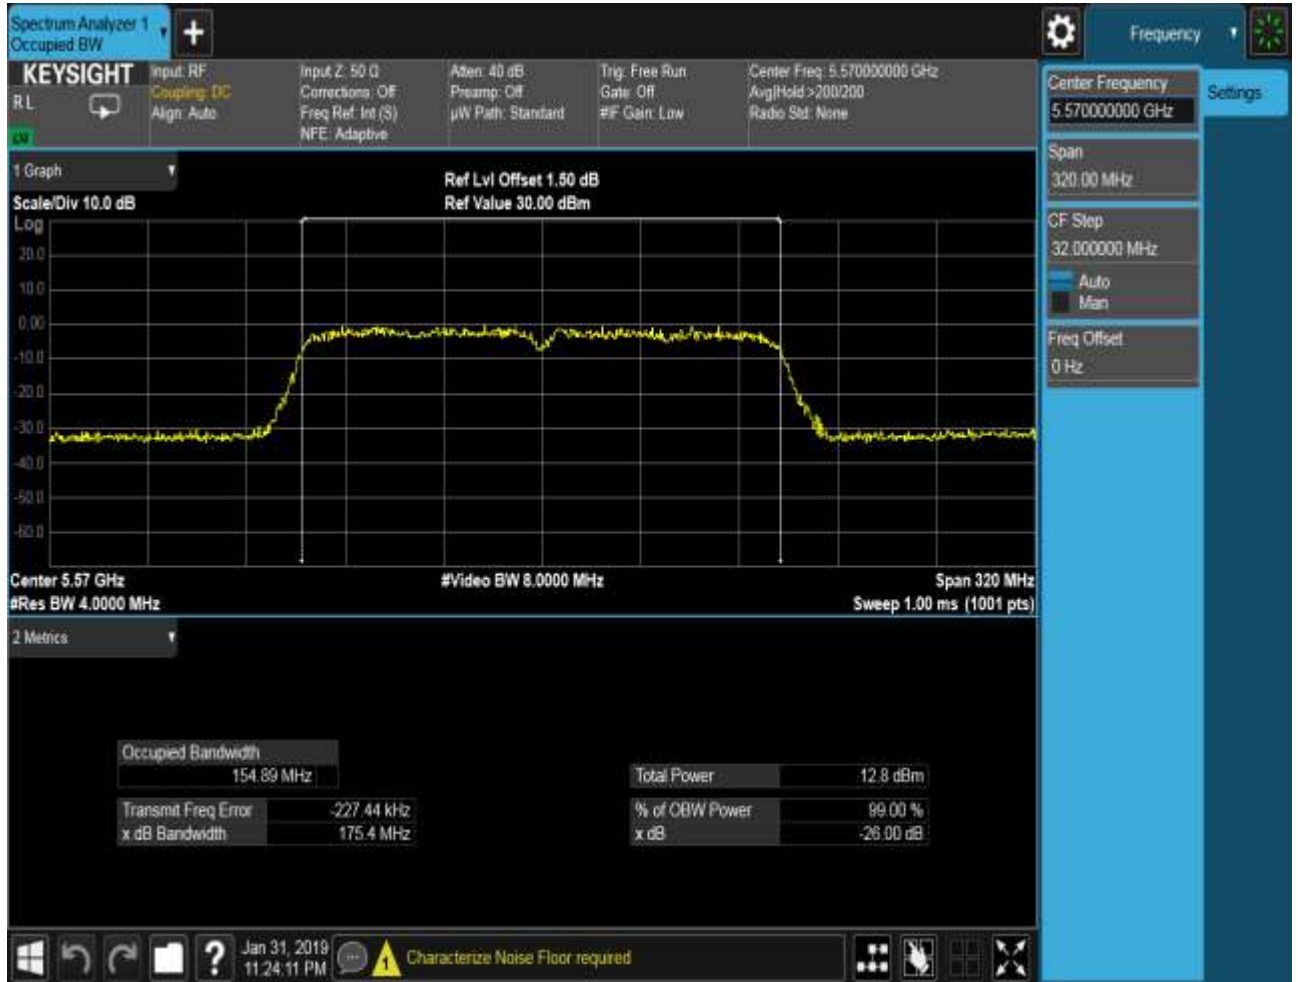 Spectrum Analyzer 1
Occupied BW
Frequency
KEYSIGHT
R L
Input: RF
Coupling: DC
Align: Auto
Input Z: 50 Ω
Corrections: Off
Freq Ref: Int (S)
NFE: Adaptive
Atten: 40 dB
Preamp: Off
µW Path: Standard
Trig: Free Run
Gate: Off
#IF Gain: Low
Center Freq: 5.570000000 GHz
Avg|Hold:>200/200
Radio Std: None
Center Frequency
5.570000000 GHz
Settings
Span
320.00 MHz
CF Step
32.000000 MHz
Auto
Man
Freq Offset
0 Hz
1 Graph
Scale/Div 10.0 dB
Ref Lvl Offset 1.50 dB
Ref Value 30.00 dBm
Log
20.0
10.0
0.00
-10.0
-20.0
-30.0
-40.0
-50.0
-60.0
Center 5.57 GHz
#Video BW 8.0000 MHz
Span 320 MHz
#Res BW 4.0000 MHz
Sweep 1.00 ms (1001 pts)
2 Metrics
Occupied Bandwidth
154.89 MHz
Total Power 12.8 dBm
Transmit Freq Error -227.44 kHz
% of OBW Power 99.00 %
x dB Bandwidth 175.4 MHz
x dB -26.00 dB
Jan 31, 2019
11:24:11 PM
1
Characterize Noise Floor required